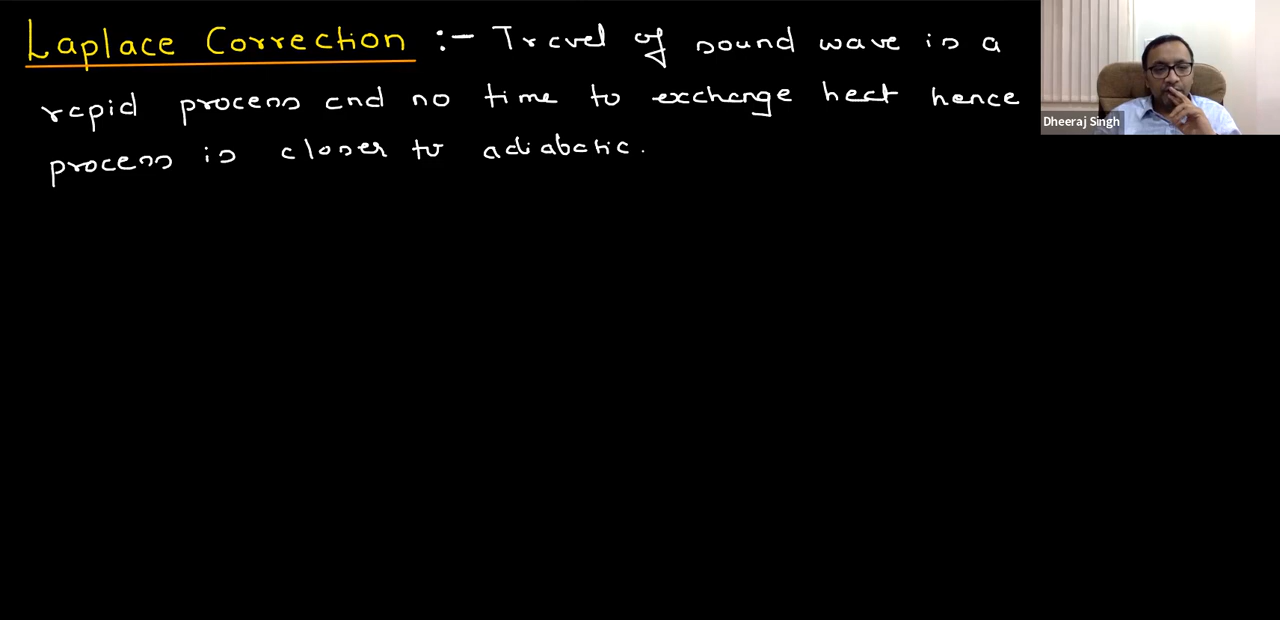 Laplace Correction :- Travel of sound wave is a
rapid process and no time to exchange heat hence
process is closer to adiabatic.
Dheeraj Singh